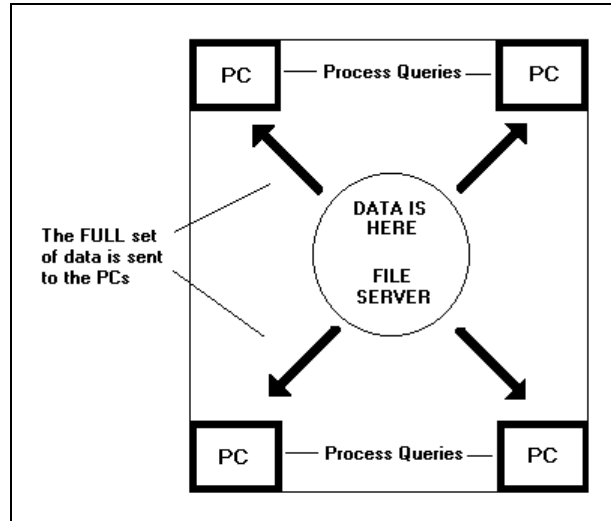 PC
Process Queries
PC
DATA IS
HERE
FILE
SERVER
The FULL set
of data is sent
to the PCs
PC
Process Queries
PC